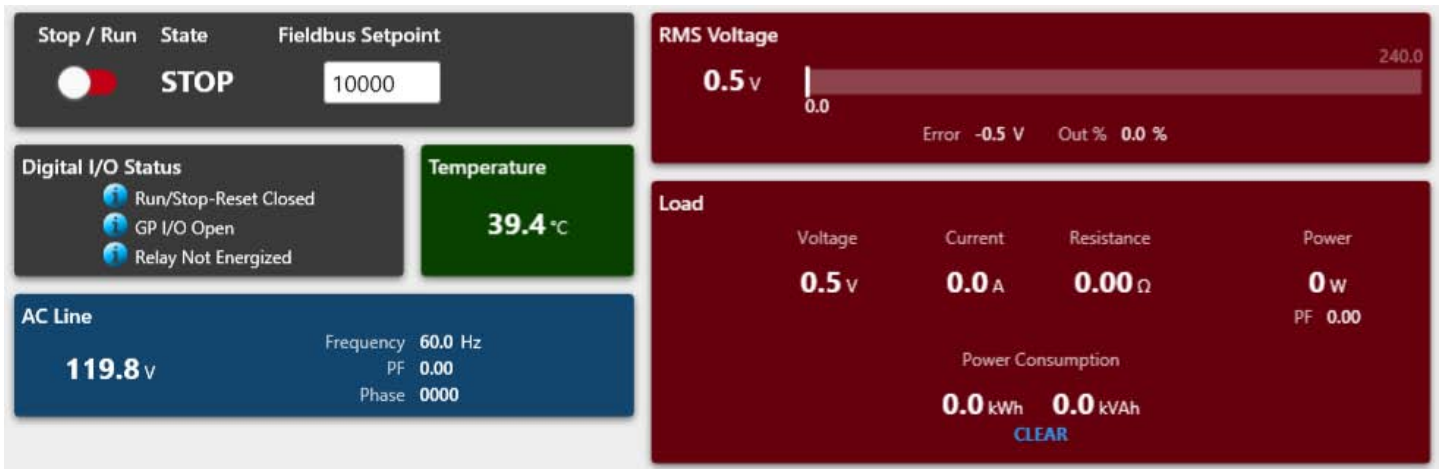 Stop / Run State Fieldbus Setpoint
STOP 10000
Digital I/O Status
Run/Stop-Reset Closed
GP I/O Open
Relay Not Energized
Temperature
39.4 °C
AC Line
119.8 V
Frequency 60.0 Hz
PF 0.00
Phase 0000
RMS Voltage
240.0
0.5 V
0.0
Error -0.5 V Out % 0.0 %
Load
Voltage Current Resistance Power
0.5 V 0.0 A 0.00 Ω 0 W
PF 0.00
Power Consumption
0.0 kWh 0.0 kVAh
CLEAR